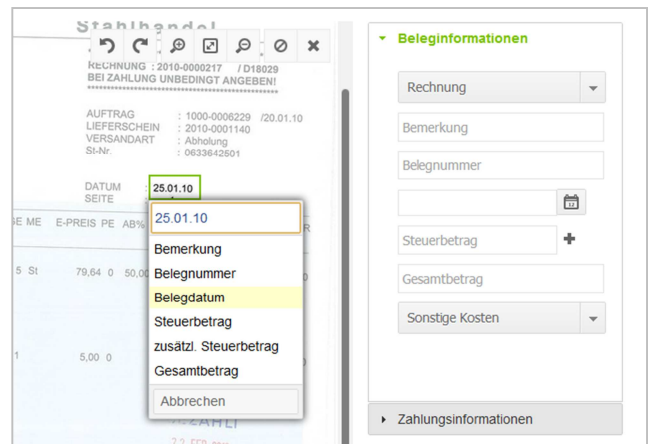 Stahlhandel
RECHNUNG : 2010-0000217 / D18029
BEI ZAHLUNG UNBEDINGT ANGEBEN!
AUFTRAG : 1000-0006229 /20.01.10
LIEFERSCHEIN : 2010-0001140
VERSANDART : Abholung
St-Nr. : 0633642501
DATUM : 25.01.10
SEITE :
ME E-PREIS PE AB%
5 St 79,64 0 50,00
1 5,00 0
25.01.10
Bemerkung
Belegnummer
Belegdatum
Steuerbetrag
zusätzl. Steuerbetrag
Gesamtbetrag
Abbrechen
Beleginformationen
Rechnung
Bemerkung
Belegnummer
12
Steuerbetrag
Gesamtbetrag
Sonstige Kosten
Zahlungsinformationen